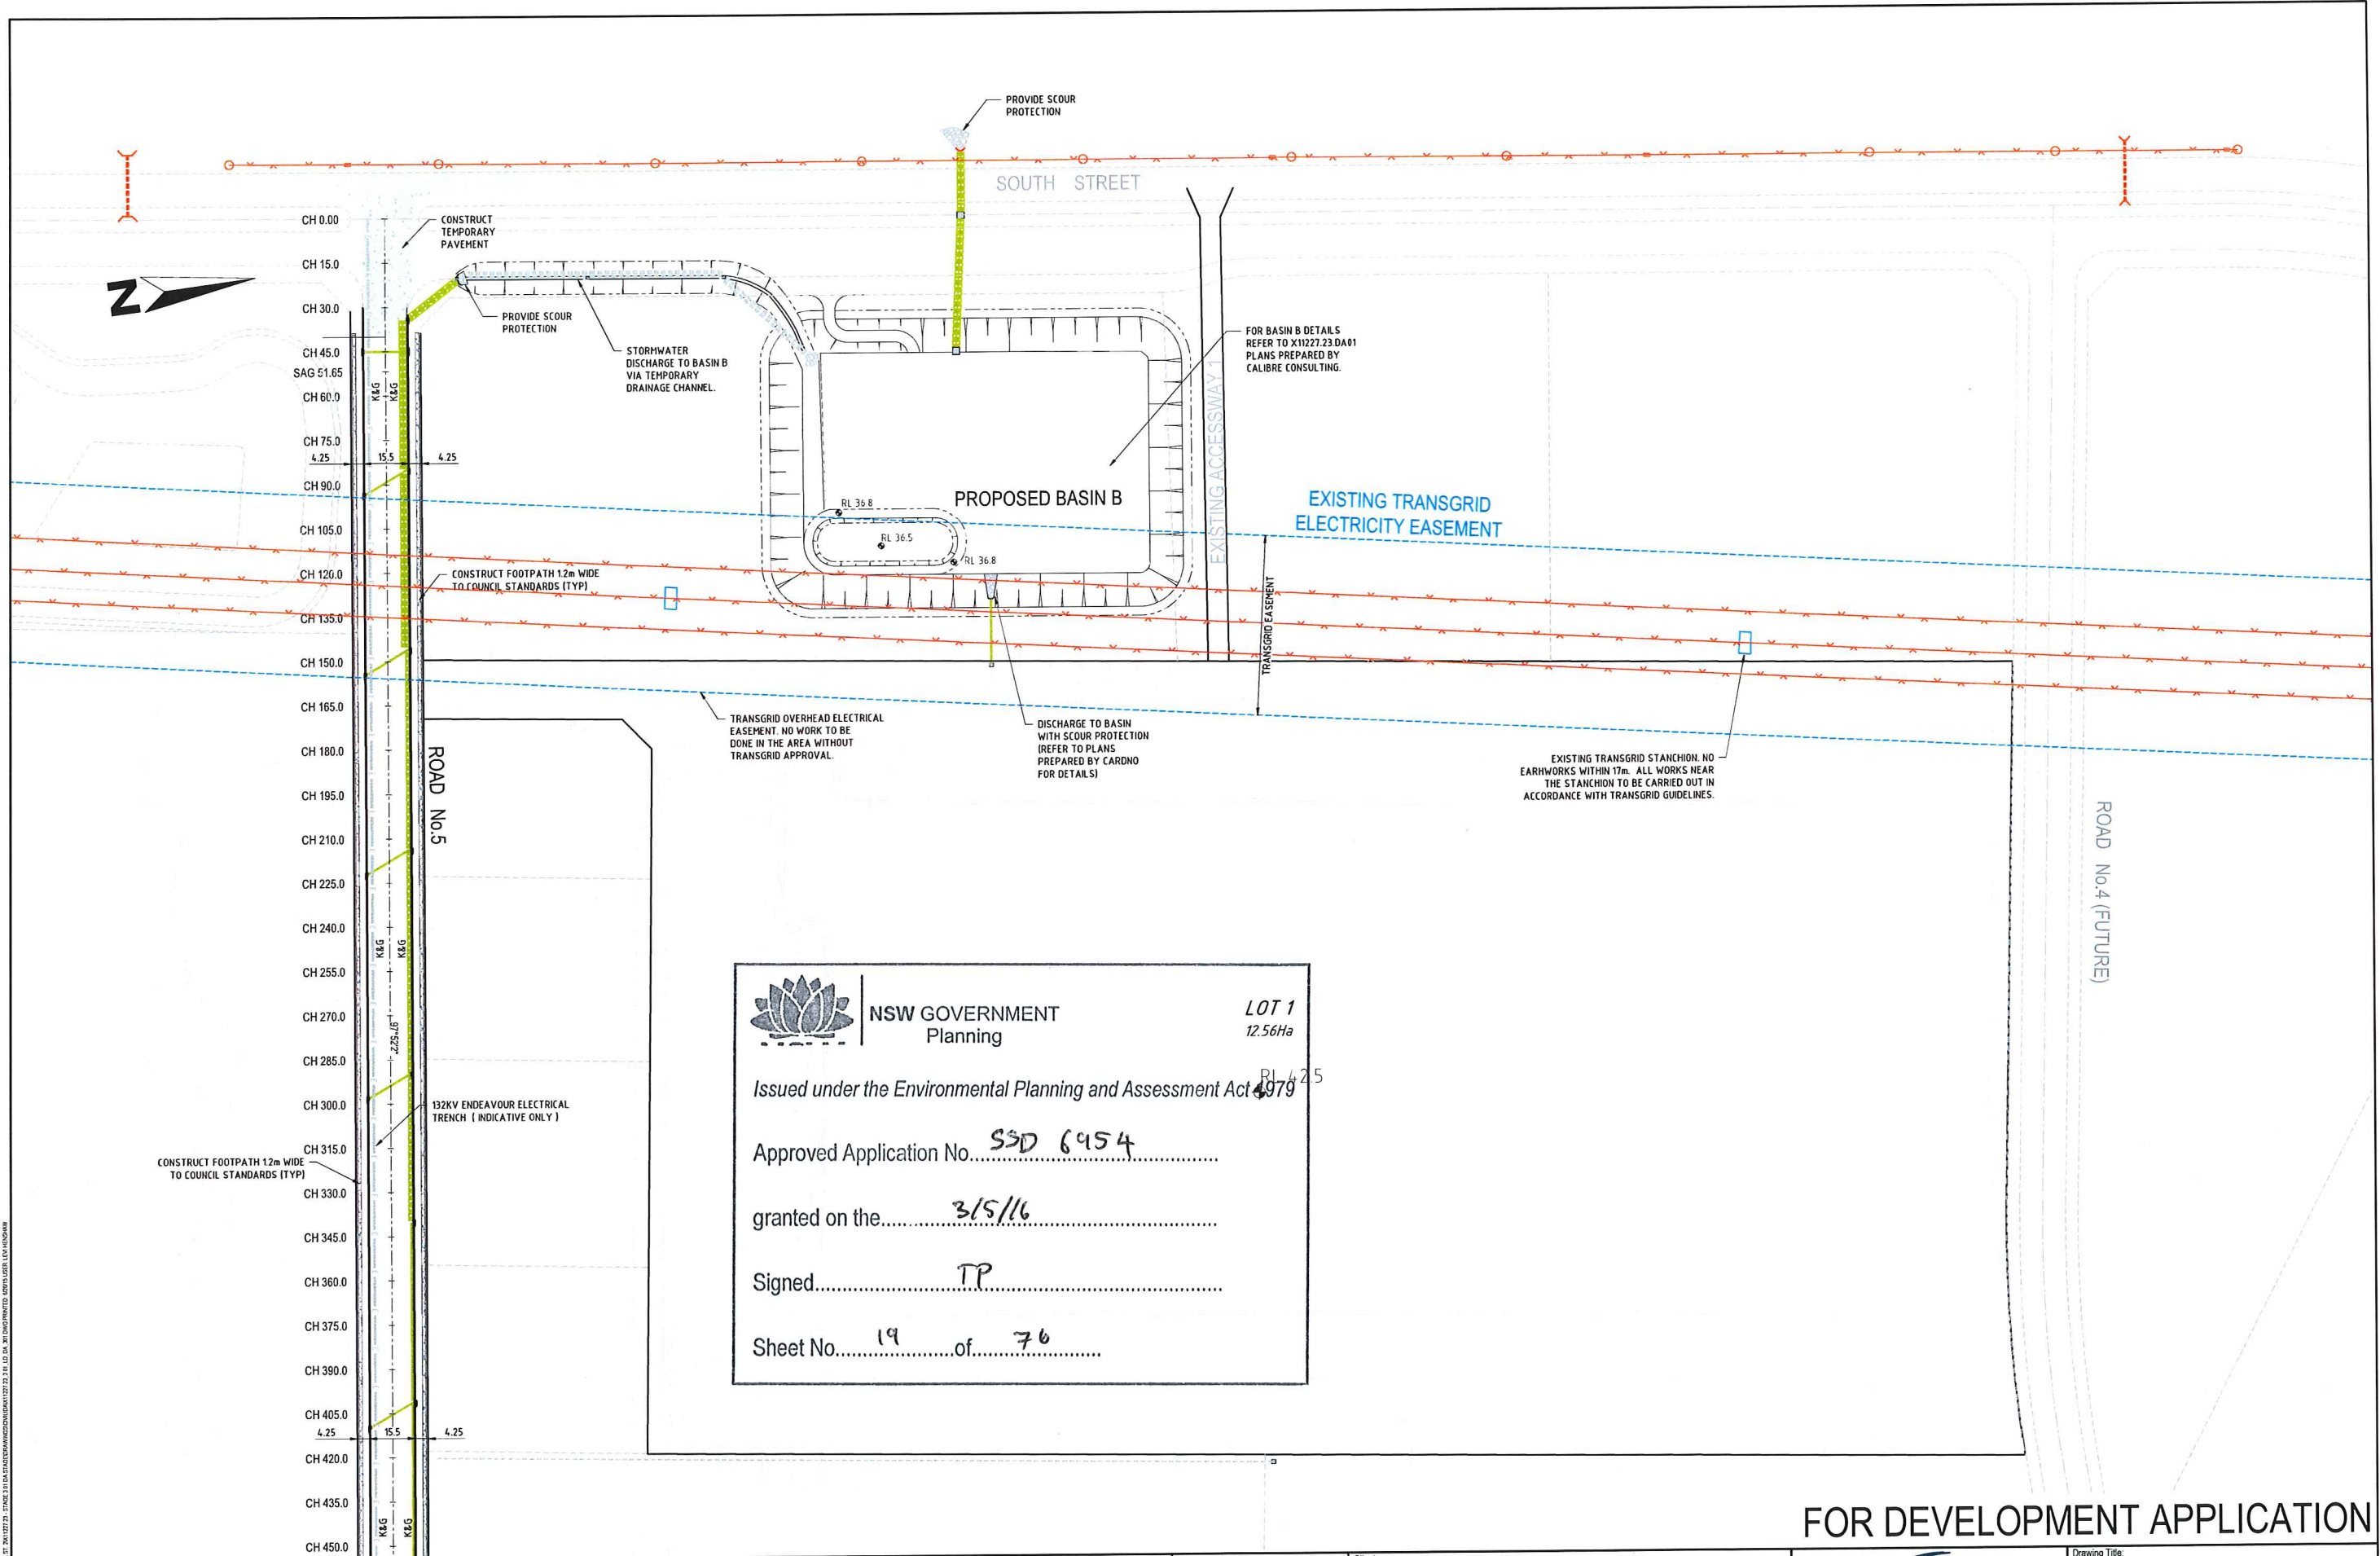 PROVIDE SCOUR
PROTECTION
SOUTH STREET
CH 0.00
CH 15.0
CH 30.0
CH 45.0
SAG 51.65
CH 60.0
CH 75.0
4.25
15.5
4.25
CH 90.0
CH 105.0
CH 120.0
CH 135.0
CH 150.0
CH 165.0
CH 180.0
CH 195.0
CH 210.0
CH 225.0
CH 240.0
CH 255.0
CH 270.0
CH 285.0
CH 300.0
CH 315.0
CH 330.0
CH 345.0
CH 360.0
CH 375.0
CH 390.0
CH 405.0
4.25
15.5
4.25
CH 420.0
CH 435.0
CH 450.0
CONSTRUCT
TEMPORARY
PAVEMENT
N
PROVIDE SCOUR
PROTECTION
STORMWATER
DISCHARGE TO BASIN B
VIA TEMPORARY
DRAINAGE CHANNEL.
FOR BASIN B DETAILS
REFER TO X11227.23.DA01
PLANS PREPARED BY
CALIBRE CONSULTING.
K&G
K&G
EXISTING ACCESSWAY 1
PROPOSED BASIN B
RL 36.8
RL 36.5
RL 36.8
EXISTING TRANSGRID
ELECTRICITY EASEMENT
TRANSGRID EASEMENT
CONSTRUCT FOOTPATH 1.2m WIDE
TO COUNCIL STANDARDS (TYP)
TRANSGRID OVERHEAD ELECTRICAL
EASEMENT. NO WORK TO BE
DONE IN THE AREA WITHOUT
TRANSGRID APPROVAL.
DISCHARGE TO BASIN
WITH SCOUR PROTECTION
(REFER TO PLANS
PREPARED BY CARDNO
FOR DETAILS)
EXISTING TRANSGRID STANCHION. NO
EARHWORKS WITHIN 17m. ALL WORKS NEAR
THE STANCHION TO BE CARRIED OUT IN
ACCORDANCE WITH TRANSGRID GUIDELINES.
ROAD No.5
ROAD No.4 (FUTURE)
K&G
K&G
97°52'2"
132KV ENDEAVOUR ELECTRICAL
TRENCH ( INDICATIVE ONLY )
CONSTRUCT FOOTPATH 1.2m WIDE
TO COUNCIL STANDARDS (TYP)
K&G
K&G
NSW GOVERNMENT
Planning
LOT 1
12.56Ha
RL 42.5
Issued under the Environmental Planning and Assessment Act 1979
Approved Application No. SSD 6954
granted on the 3/5/16
Signed TP
Sheet No. 19 of 76
FOR DEVELOPMENT APPLICATION
Drawing Title: